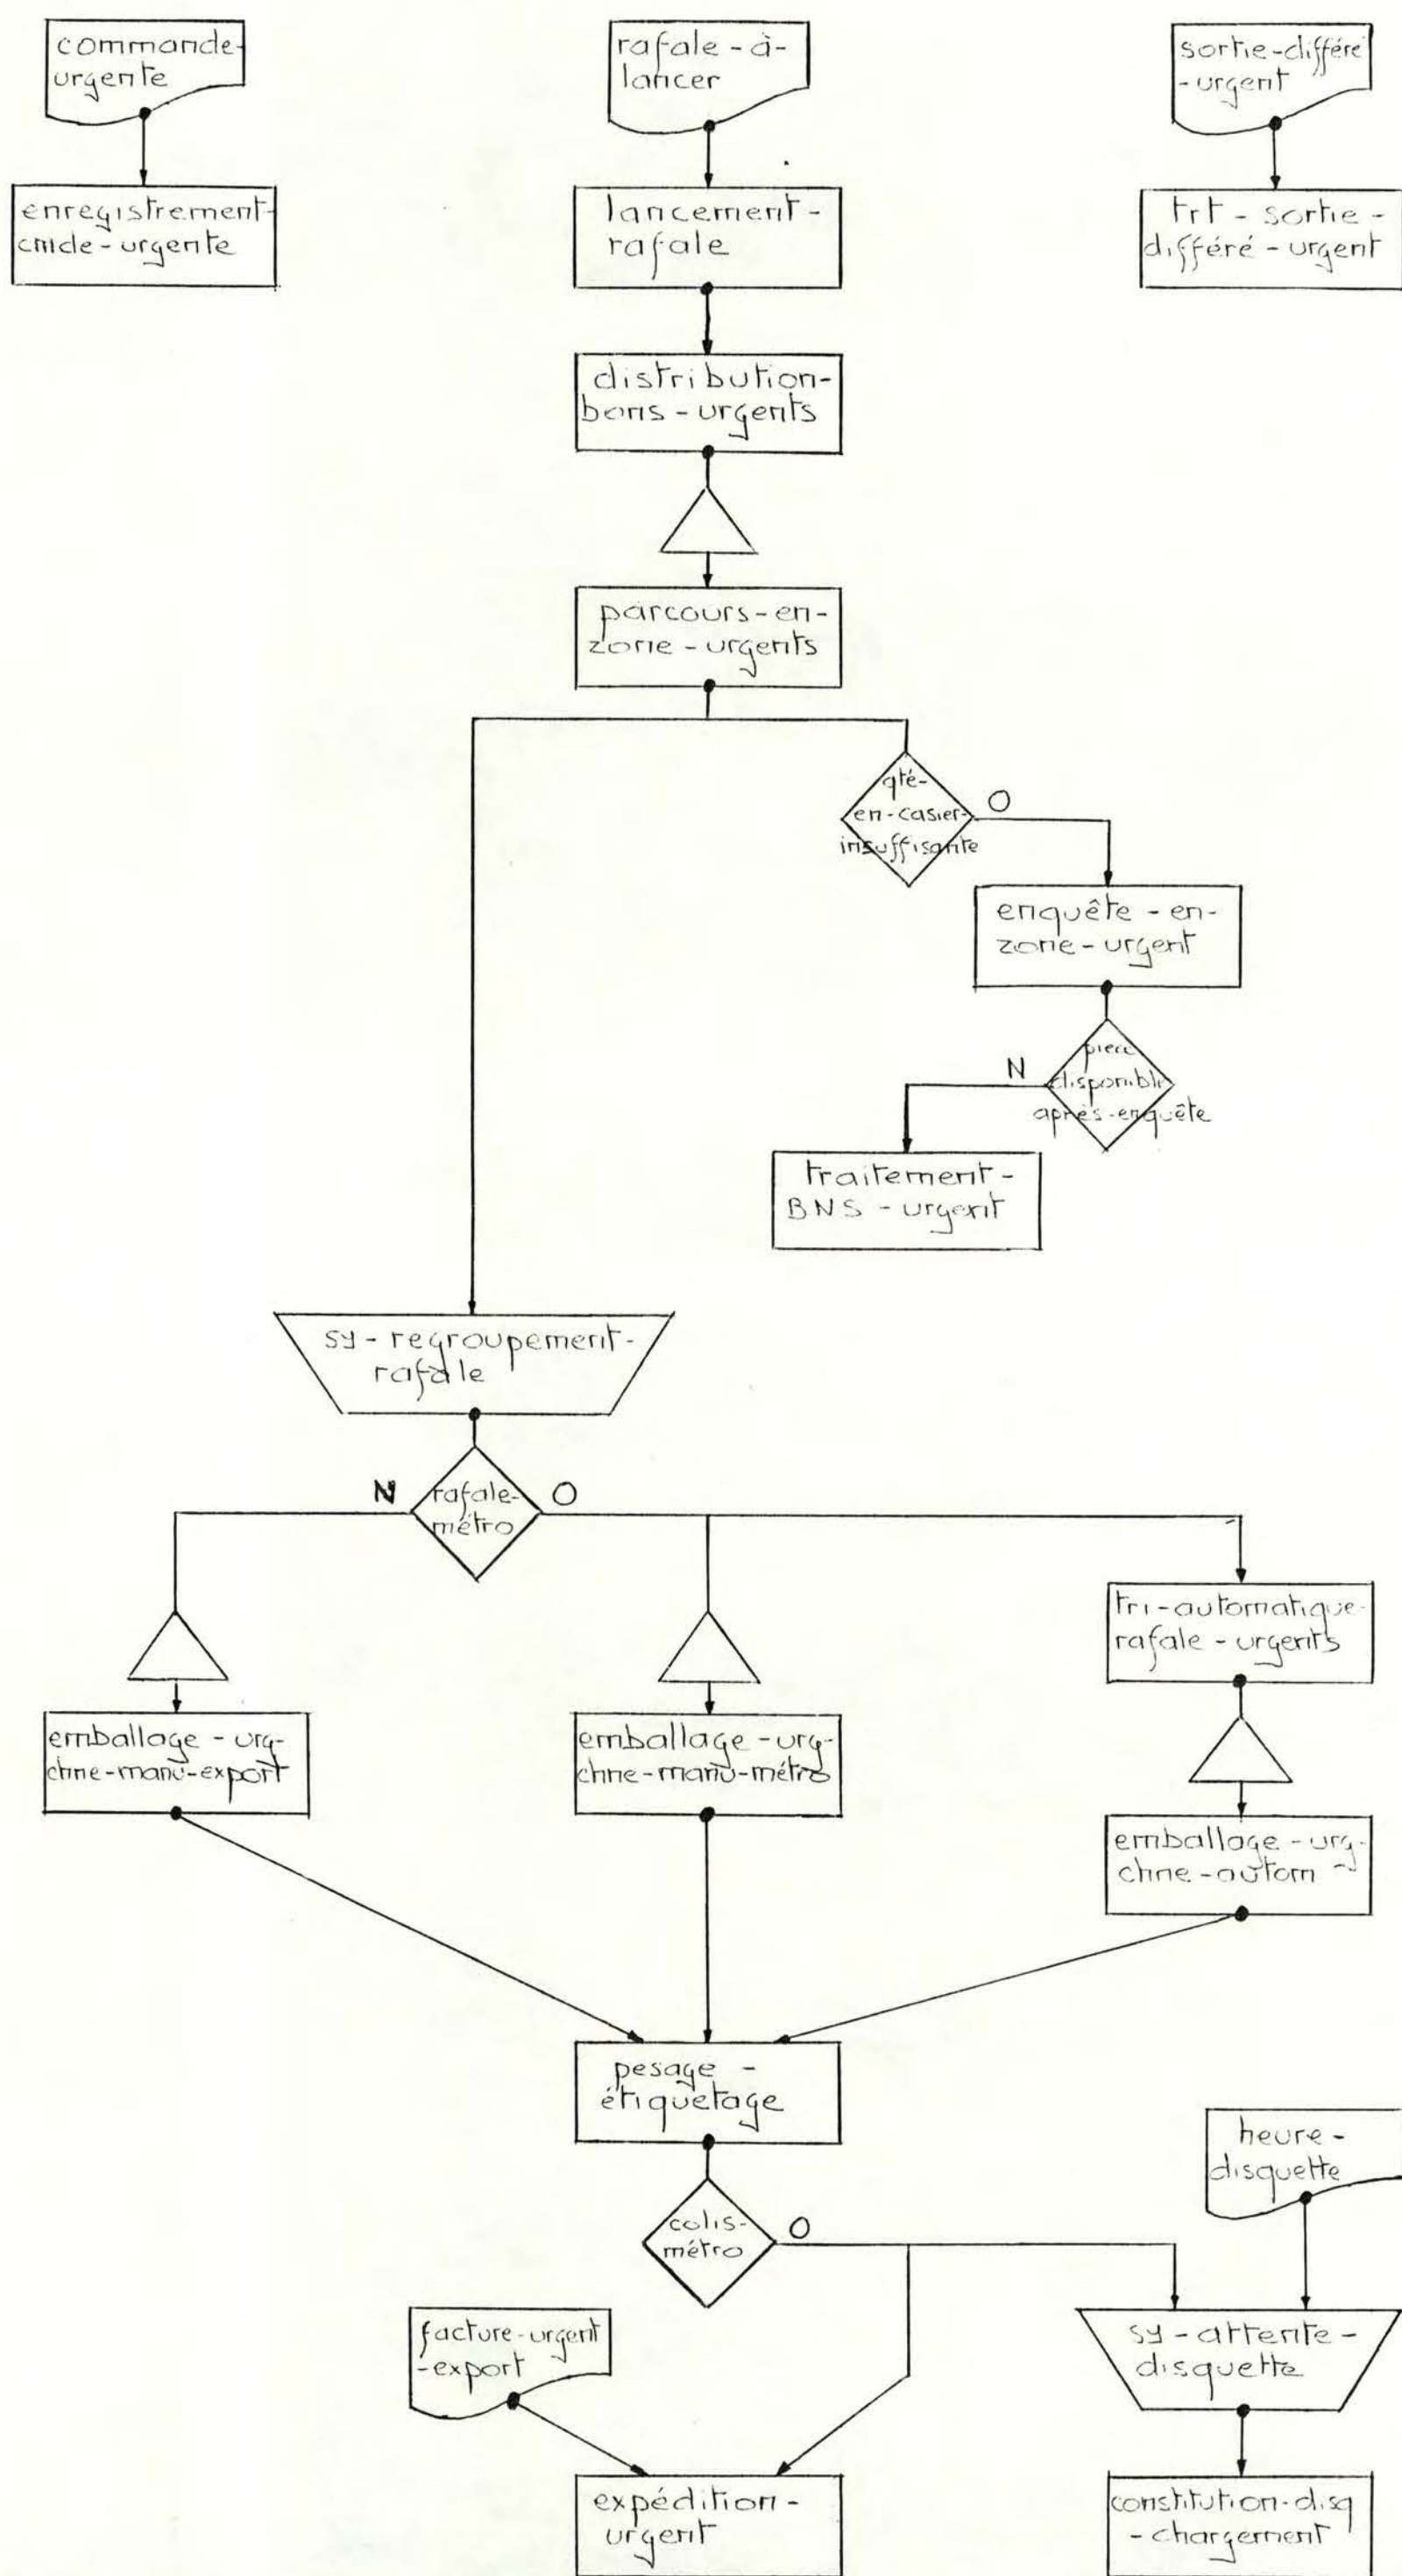 commande-
urgente
rafale-à-
lancer
sortie-différé
-urgent
enregistrement-
cmde-urgente
lancement-
rafale
trt-sortie-
différé-urgent
distribution-
bons-urgents
parcours-en-
zone-urgents
qté-
en-casier-
insuffisante
O
enquête-en-
zone-urgent
pièce
disponible
après-enquête
N
traitement-
BNS-urgent
sy-regroupement-
rafale
N
rafale-
métro
O
tri-automatique-
rafale-urgents
emballage-urg-
chne-manu-export
emballage-urg-
chne-manu-métro
emballage-urg-
chne-autom
pesage-
étiquetage
heure-
disquette
colis-
métro
O
facture-urgent
-export
sy-attente-
disquette
expédition-
urgent
constitution-disq
-chargement